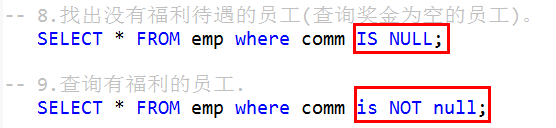 -- 8.找出没有福利待遇的员工(查询奖金为空的员工)。
SELECT * FROM emp where comm IS NULL;
-- 9.查询有福利的员工.
SELECT * FROM emp where comm is NOT null;